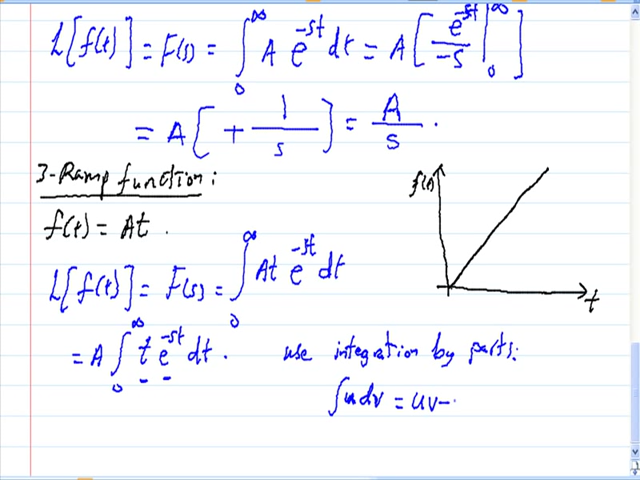 L[f(t)] = F(s) = ∫₀^∞ A e^{-st} dt = A[e^{-st}/-s |₀^∞]
= A[+ 1/s] = A/s .
3-Ramp function:
f(t)
f(t) = At .
L[f(t)] = F(s) = ∫₀^∞ At e^{-st} dt
t
= A ∫₀^∞ t e^{-st} dt . use integration by parts:
∫u dv = uv-